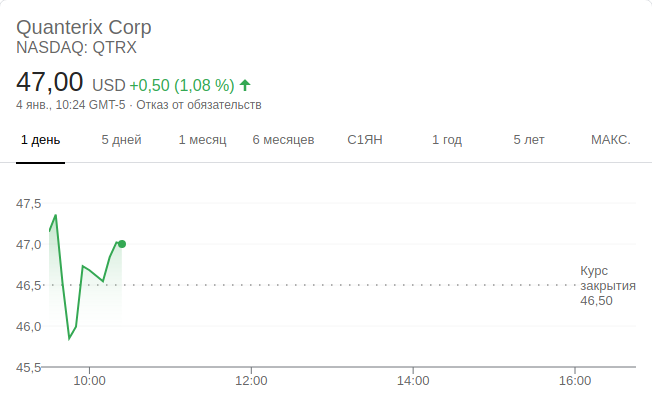 Quanterix Corp
NASDAQ: QTRX
47,00 USD +0,50 (1,08 %)
4 янв., 10:24 GMT-5 · Отказ от обязательств
1 день 5 дней 1 месяц 6 месяцев С1ЯН 1 год 5 лет МАКС.
47,5
47,0
46,5
46,0
45,5
Курс
закрытия
46,50
10:00 12:00 14:00 16:00